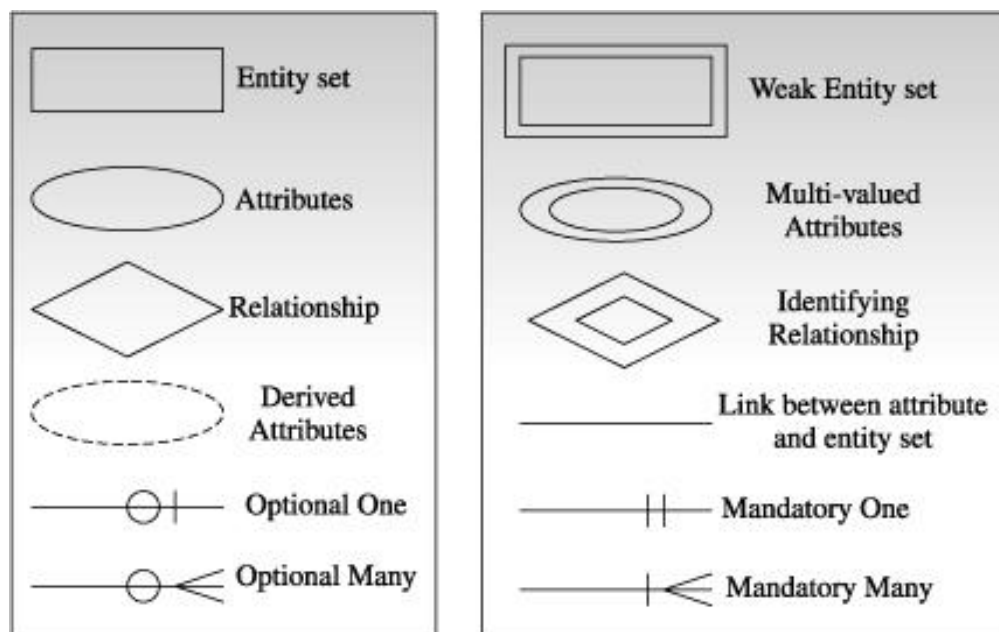 Entity set
Attributes
Relationship
Derived
Attributes
Optional One
Optional Many
Weak Entity set
Multi-valued
Attributes
Identifying
Relationship
Link between attribute
and entity set
Mandatory One
Mandatory Many